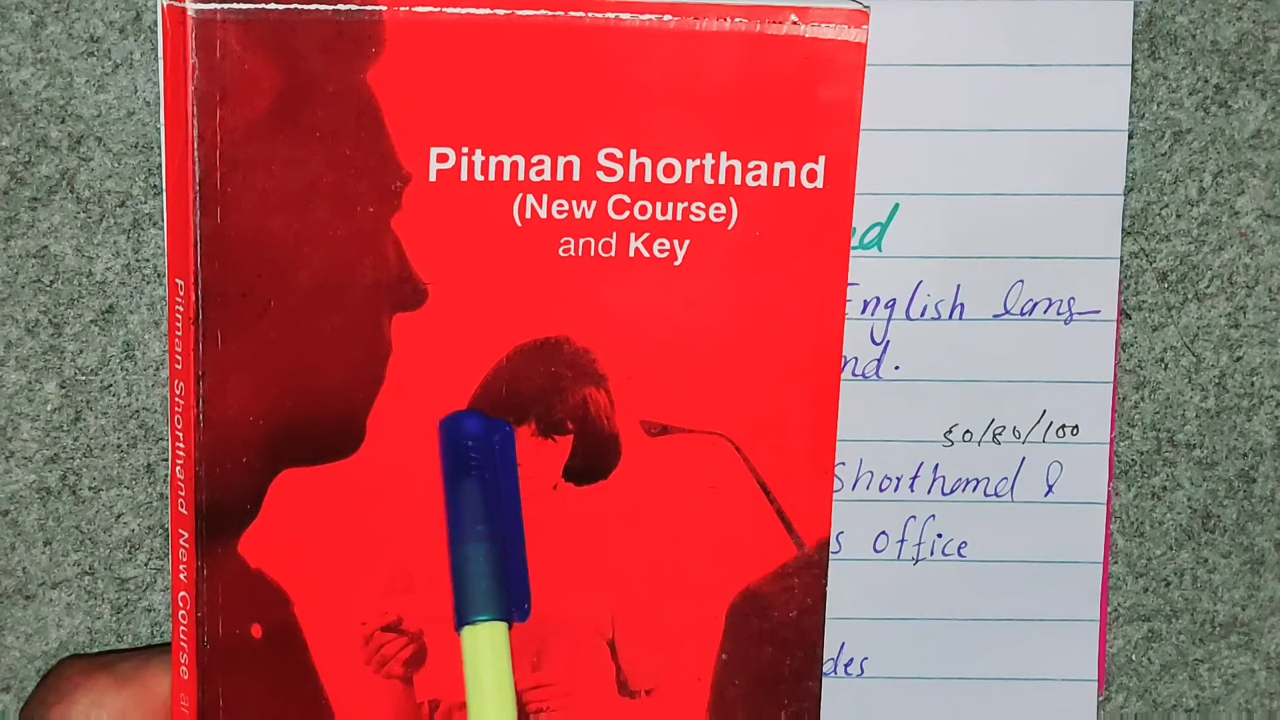 Pitman Shorthand
(New Course)
and Key
Pitman Shorthand New Course
ed
English lang-
nd.
50/80/100
Shorthand &
s office
des